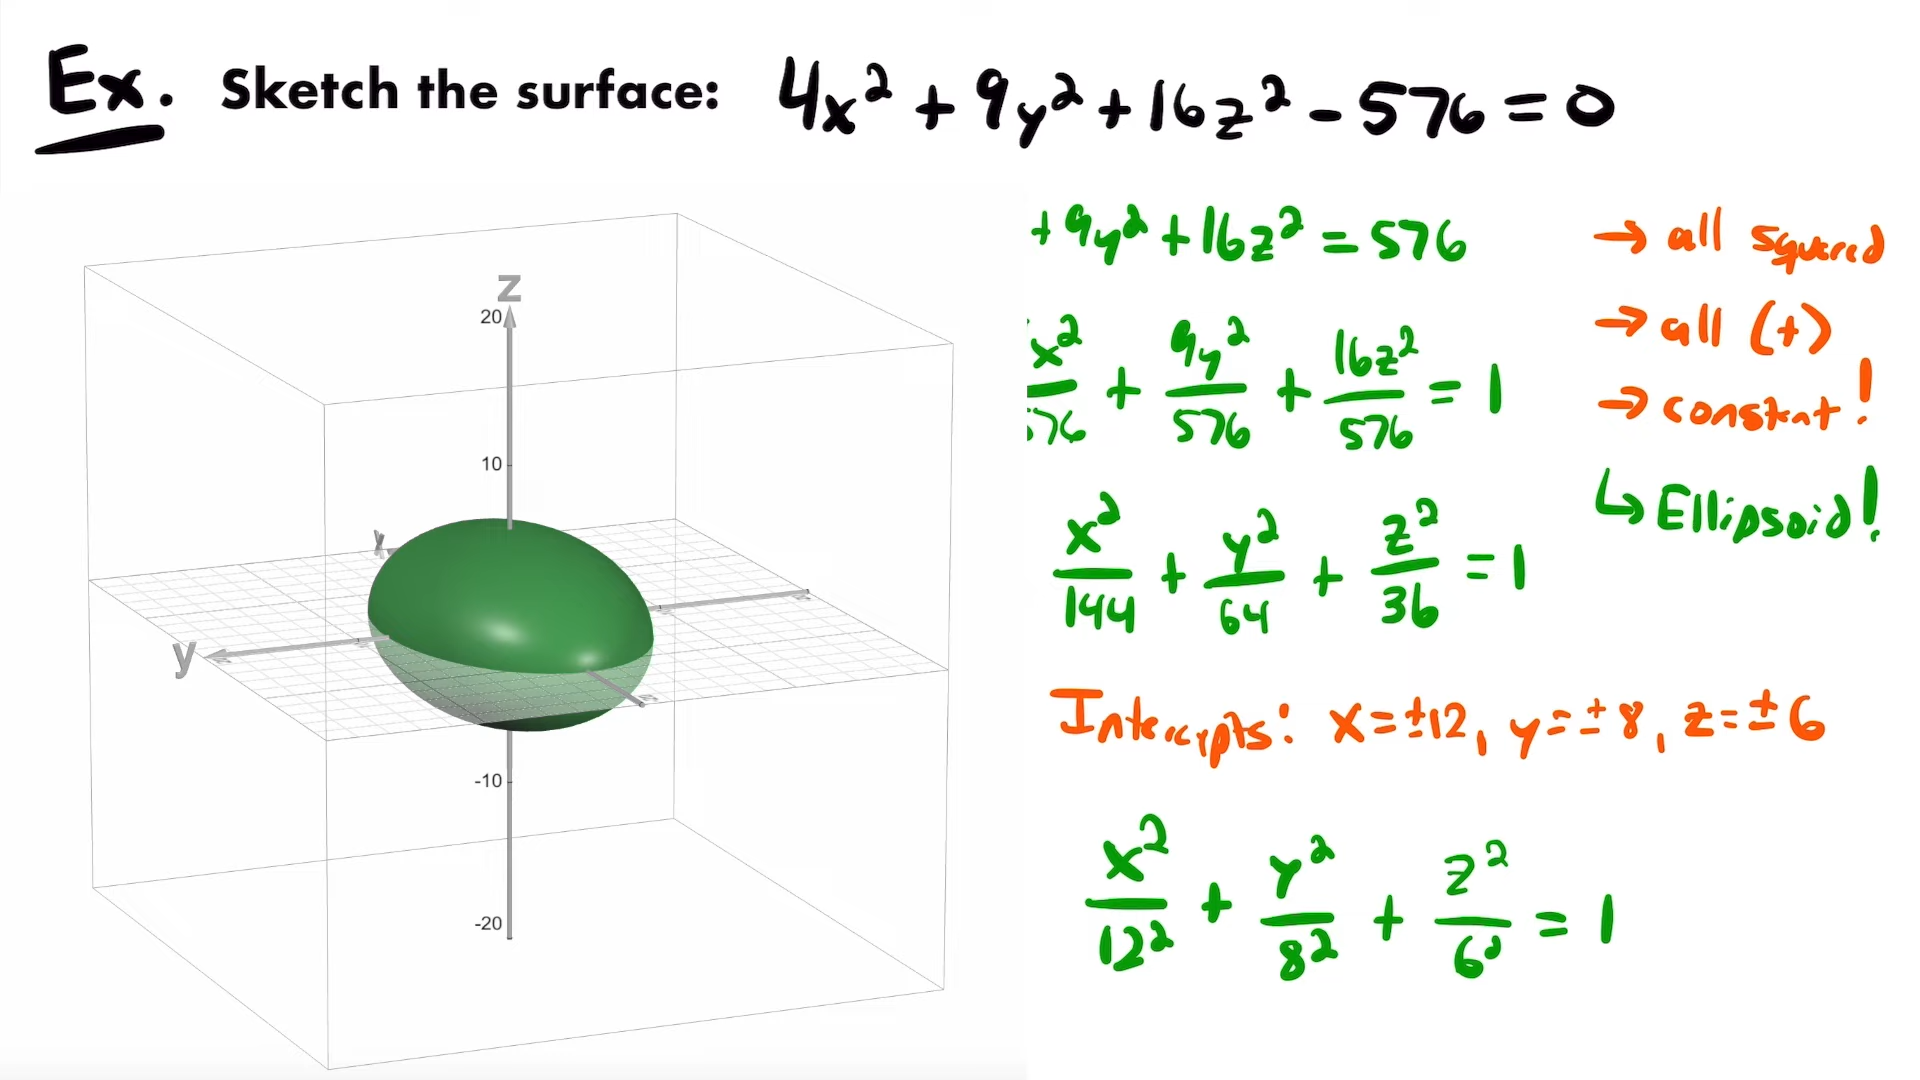 Ex. Sketch the surface: 4x² + 9y² + 16z² - 576 = 0
+ 9y² + 16z² = 576
x²/576 + 9y²/576 + 16z²/576 = 1
x²/144 + y²/64 + z²/36 = 1
Intercepts: x=±12, y=±8, z=±6
x²/12² + y²/8² + z²/6² = 1
→ all squared
→ all (+)
→ constant!
↳ Ellipsoid!
z
20
10
y
-10
-20